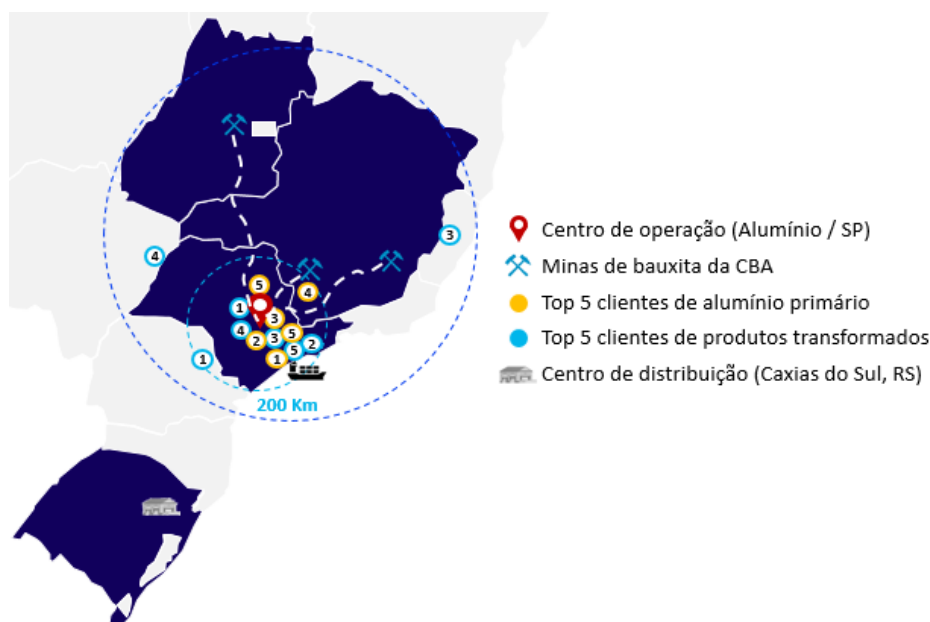 3
4
5
4
1
3
4
5
2
3
2
5
1
1
200 Km
Centro de operação (Alumínio / SP)
Minas de bauxita da CBA
Top 5 clientes de alumínio primário
Top 5 clientes de produtos transformados
Centro de distribuição (Caxias do Sul, RS)